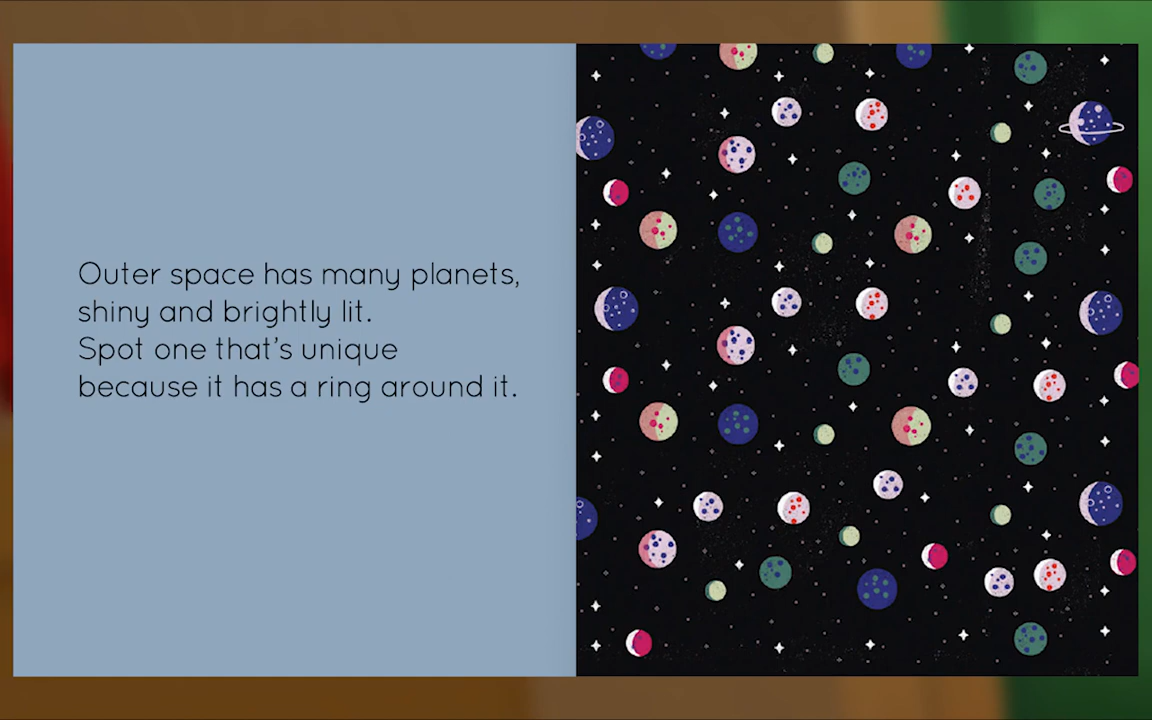 Outer space has many planets,
shiny and brightly lit.
Spot one that's unique
because it has a ring around it.